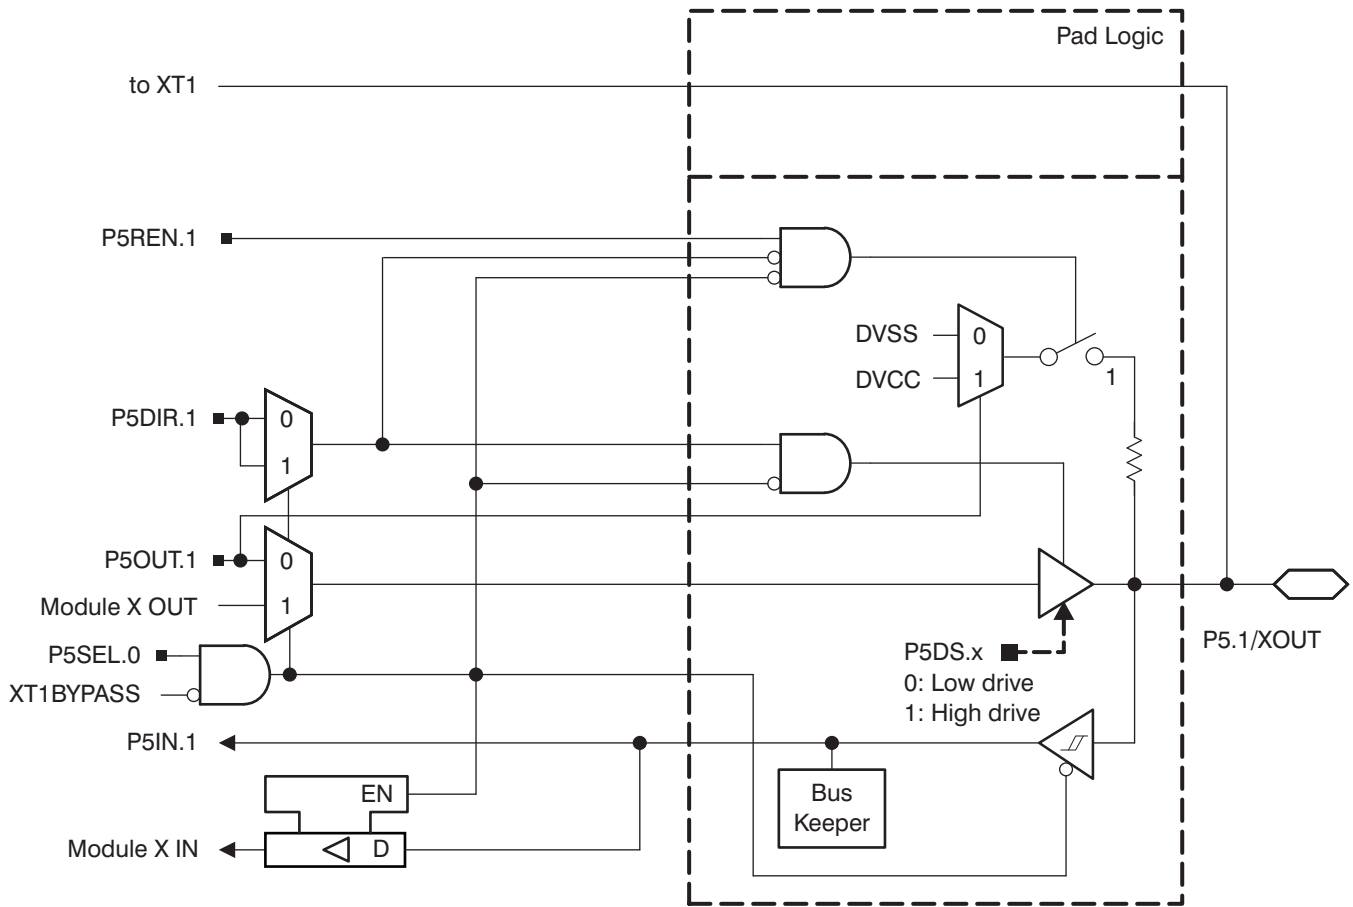 Pad Logic
to XT1
P5REN.1
DVSS
0
DVCC
1
1
P5DIR.1
0
1
P5OUT.1
0
Module X OUT
1
P5SEL.0
XT1BYPASS
P5DS.x
0: Low drive
1: High drive
P5.1/XOUT
P5IN.1
EN
Bus
Keeper
Module X IN
D